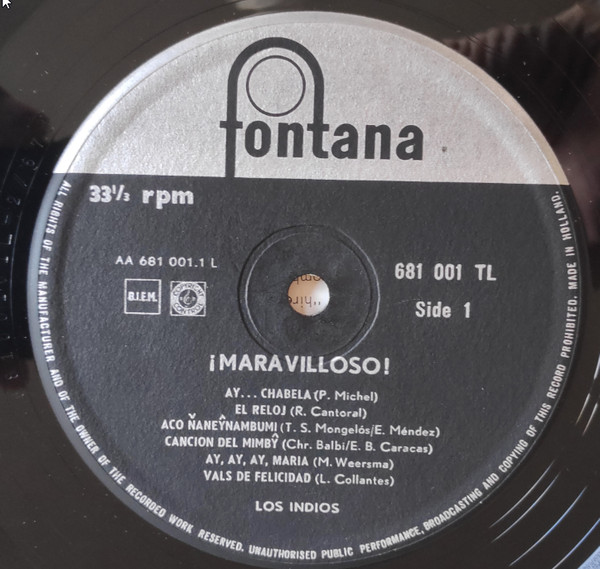 fontana
33⅓ rpm
AA 681 001.1 L
681 001 TL
B.I.E.M.
Side 1
¡MARAVILLOSO!
AY... CHABELA (P. Michel)
EL RELOJ (R. Cantoral)
ACO ÑANEỸNAMBUMI (T. S. Mongelós/E. Méndez)
CANCION DEL MIMBŶ (Chr. Balbi/E. B. Caracas)
AY, AY, AY, MARIA (M. Weersma)
VALS DE FELICIDAD (L. Collantes)
LOS INDIOS
ALL RIGHTS OF THE MANUFACTURER AND OF THE OWNER OF THE RECORDED WORK RESERVED. UNAUTHORISED PUBLIC PERFORMANCE, BROADCASTING AND COPYING OF THIS RECORD PROHIBITED. MADE IN HOLLAND.